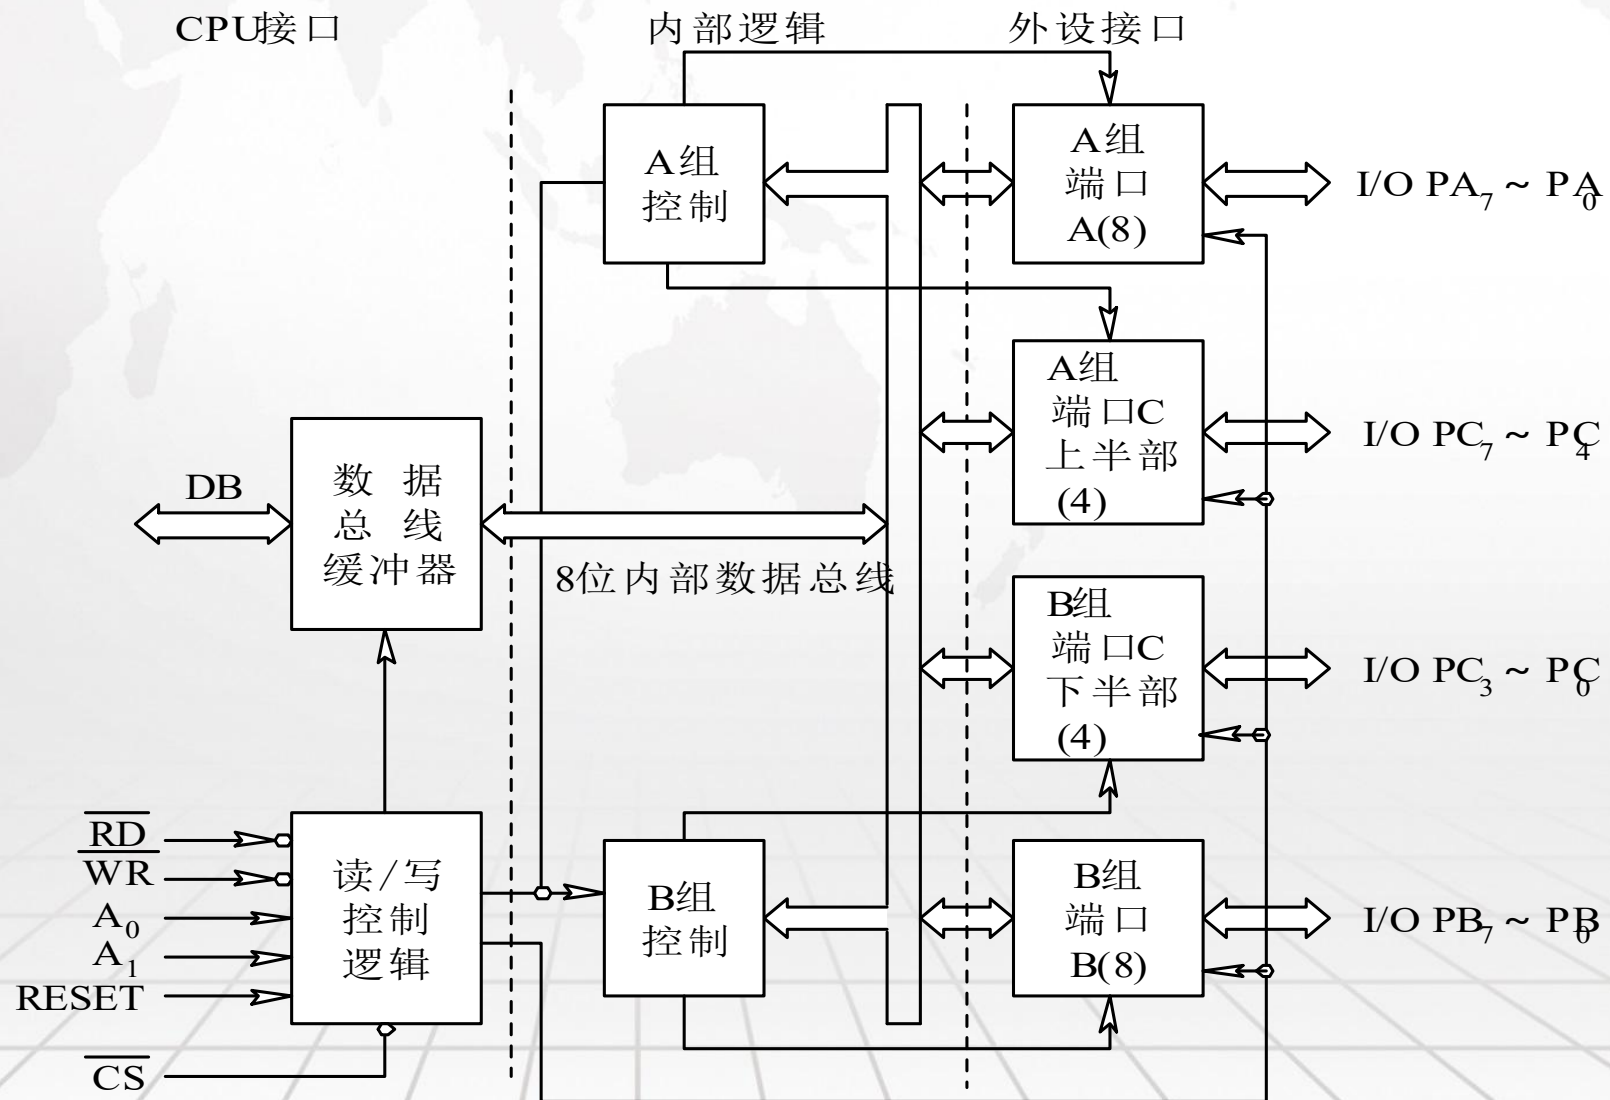 CPU接口
内部逻辑
外设接口
A组
控制
A组
端口
A(8)
I/O PA7 ~ PA0
A组
端口C
上半部
(4)
I/O PC7 ~ PC4
DB
数 据
总 线
缓冲器
8位内部数据总线
B组
端口C
下半部
(4)
I/O PC3 ~ PC0
RD
WR
A0
A1
RESET
CS
读/写
控制
逻辑
B组
控制
B组
端口
B(8)
I/O PB7 ~ PB0